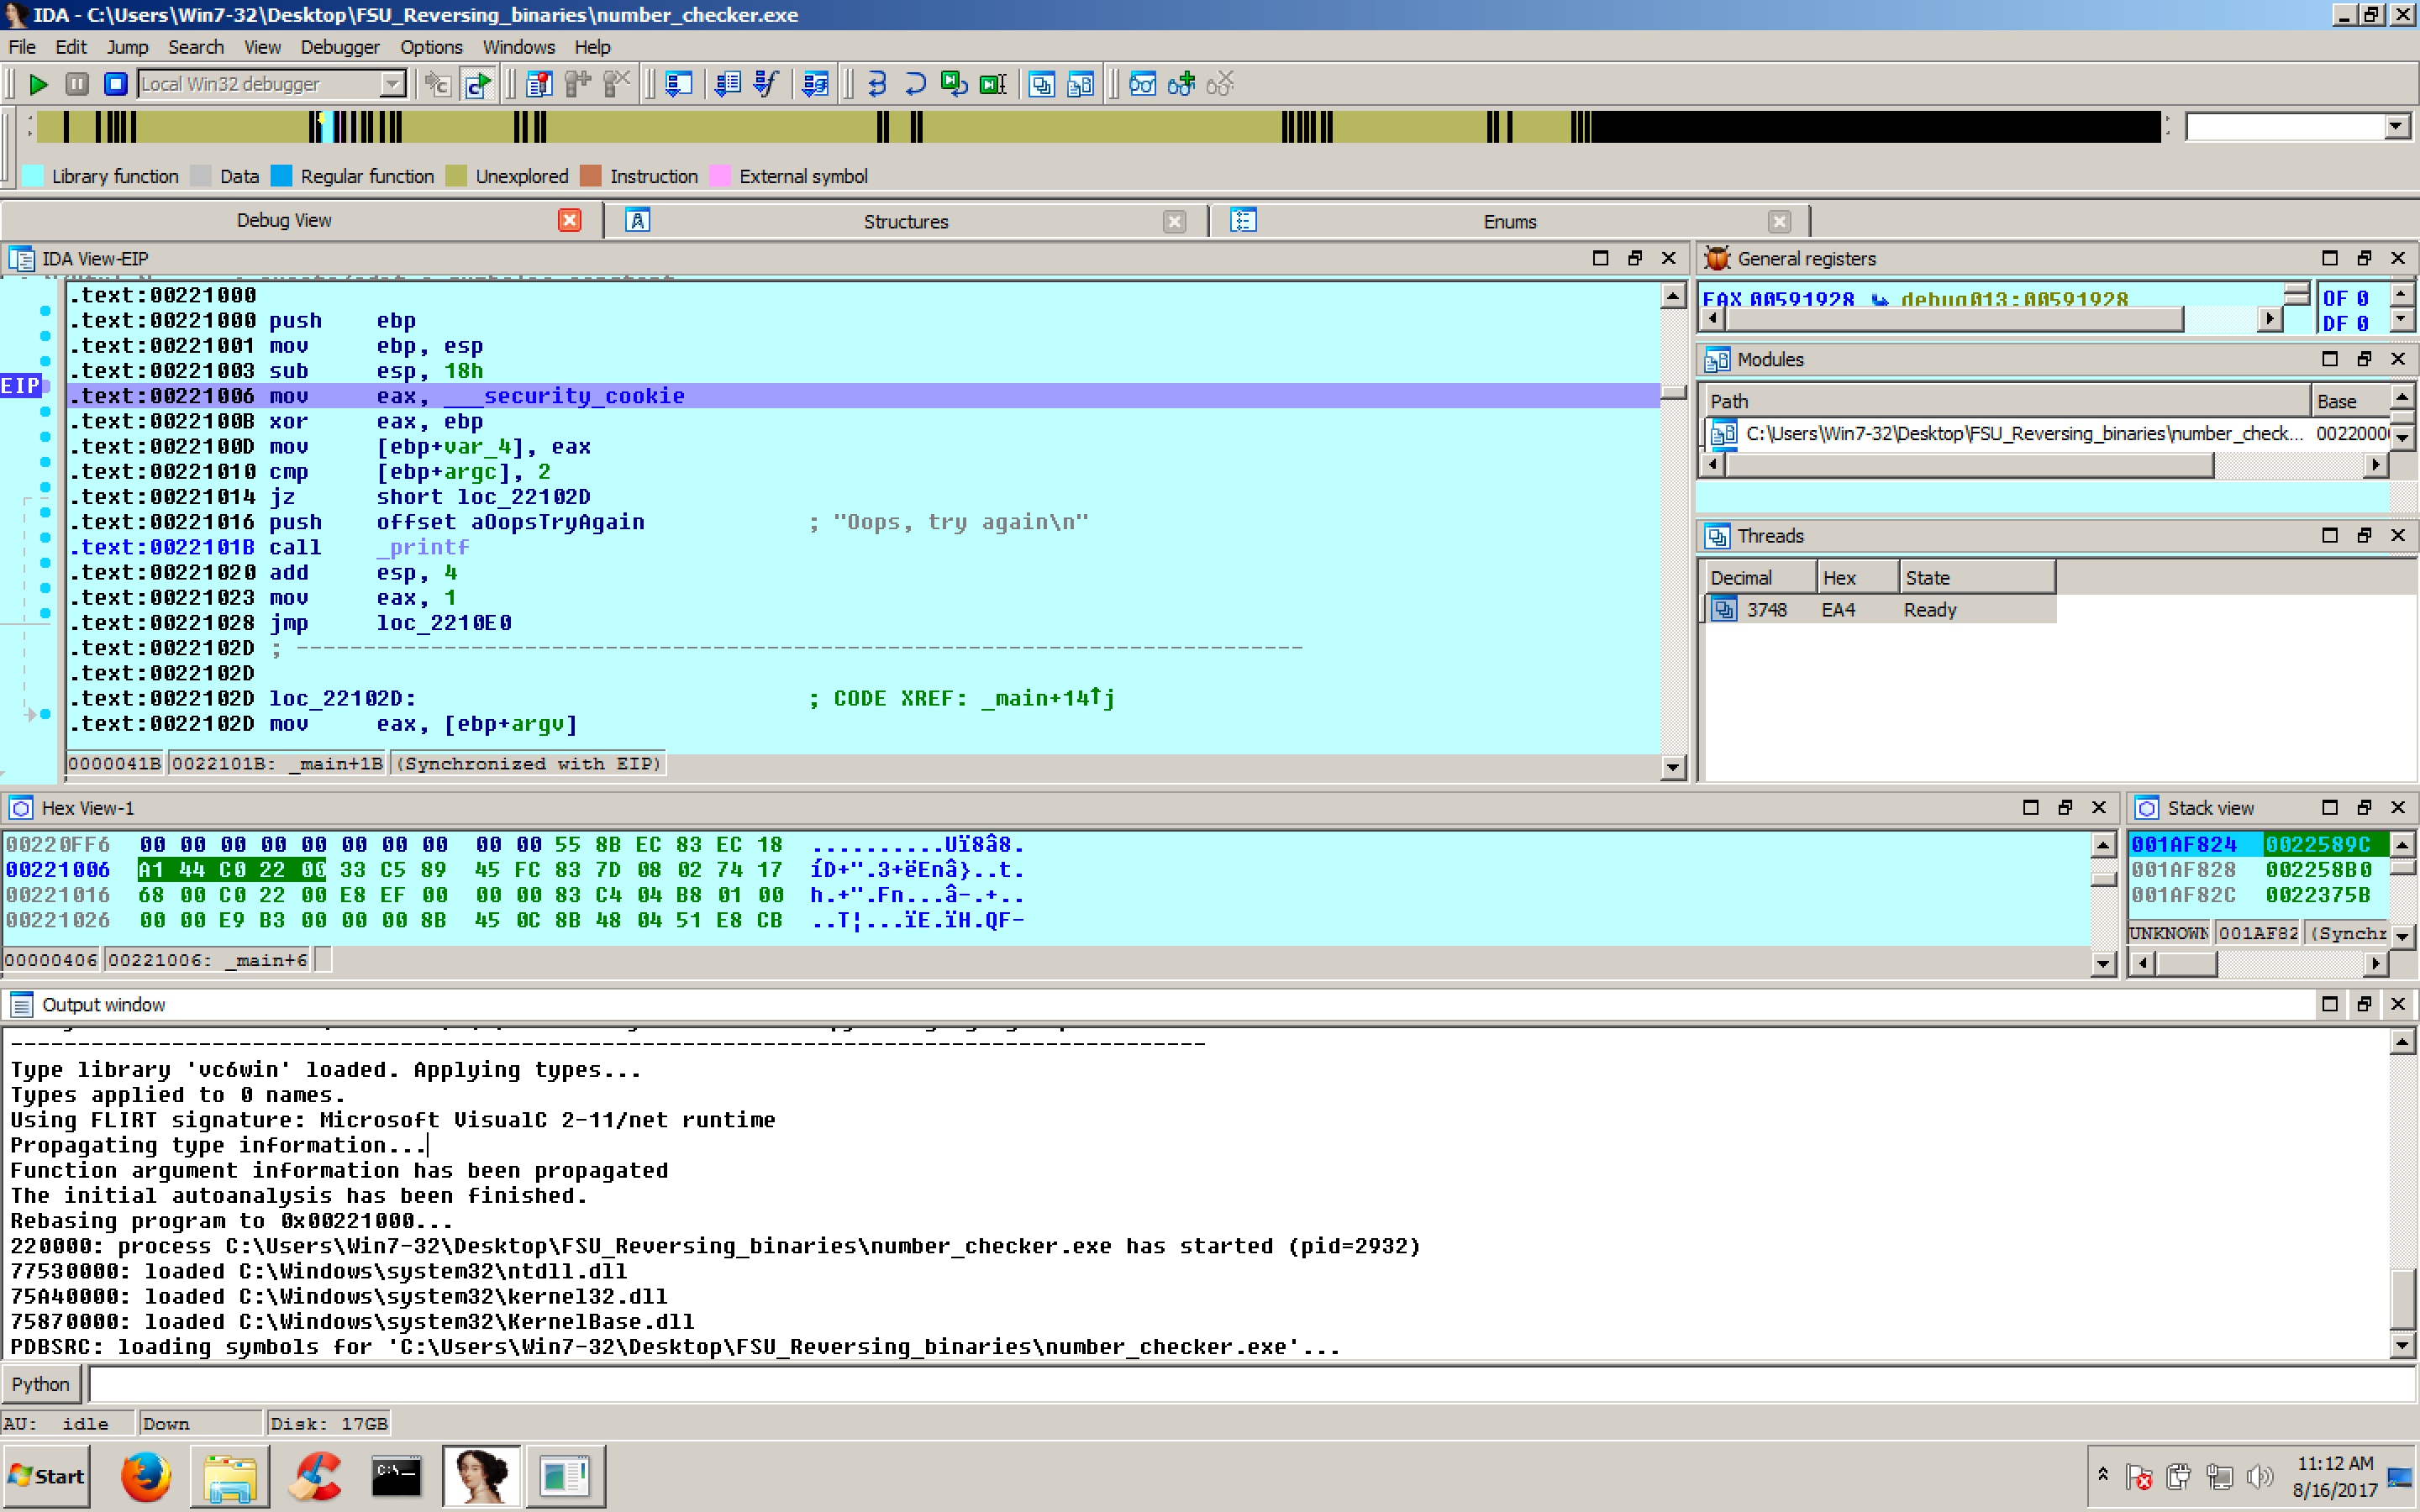 IDA - C:\Users\Win7-32\Desktop\FSU_Reversing_binaries\number_checker.exe
File Edit Jump Search View Debugger Options Windows Help
Local Win32 debugger
Library function Data Regular function Unexplored Instruction External symbol
Debug View Structures Enums
IDA View-EIP
.text:00221000
.text:00221000 push ebp
.text:00221001 mov ebp, esp
.text:00221003 sub esp, 18h
EIP .text:00221006 mov eax, ___security_cookie
.text:0022100B xor eax, ebp
.text:0022100D mov [ebp+var_4], eax
.text:00221010 cmp [ebp+argc], 2
.text:00221014 jz short loc_22102D
.text:00221016 push offset aOopsTryAgain ; "Oops, try again\n"
.text:0022101B call _printf
.text:00221020 add esp, 4
.text:00221023 mov eax, 1
.text:00221028 jmp loc_2210E0
.text:0022102D ; ---------------------------------------------------------------------------
.text:0022102D
.text:0022102D loc_22102D: ; CODE XREF: _main+14↑j
.text:0022102D mov eax, [ebp+argv]
0000041B 0022101B: _main+1B (Synchronized with EIP)
General registers
EAX 00591928 debug013:00591928
OF 0
DF 0
Modules
Path Base
C:\Users\Win7-32\Desktop\FSU_Reversing_binaries\number_check... 0022000
Threads
Decimal Hex State
3748 EA4 Ready
Hex View-1
00220FF6 00 00 00 00 00 00 00 00 00 00 55 8B EC 83 EC 18 ..........Uï8â8.
00221006 A1 44 C0 22 00 33 C5 89 45 FC 83 7D 08 02 74 17 íD+".3+ëEnâ}..t.
00221016 68 00 C0 22 00 E8 EF 00 00 00 83 C4 04 B8 01 00 h.+".Fn...â-.+..
00221026 00 00 E9 B3 00 00 00 8B 45 0C 8B 48 04 51 E8 CB ..T¦...ïE.ïH.QF-
00000406 00221006: _main+6
Stack view
001AF824 0022589C
001AF828 002258B0
001AF82C 0022375B
UNKNOWN 001AF82 (Synchr
Output window
Type library 'vc6win' loaded. Applying types...
Types applied to 0 names.
Using FLIRT signature: Microsoft VisualC 2-11/net runtime
Propagating type information...
Function argument information has been propagated
The initial autoanalysis has been finished.
Rebasing program to 0x00221000...
220000: process C:\Users\Win7-32\Desktop\FSU_Reversing_binaries\number_checker.exe has started (pid=2932)
77530000: loaded C:\Windows\system32\ntdll.dll
75A40000: loaded C:\Windows\system32\kernel32.dll
75870000: loaded C:\Windows\system32\KernelBase.dll
PDBSRC: loading symbols for 'C:\Users\Win7-32\Desktop\FSU_Reversing_binaries\number_checker.exe'...
Python
AU: idle Down Disk: 17GB
Start
C:\_
11:12 AM
8/16/2017